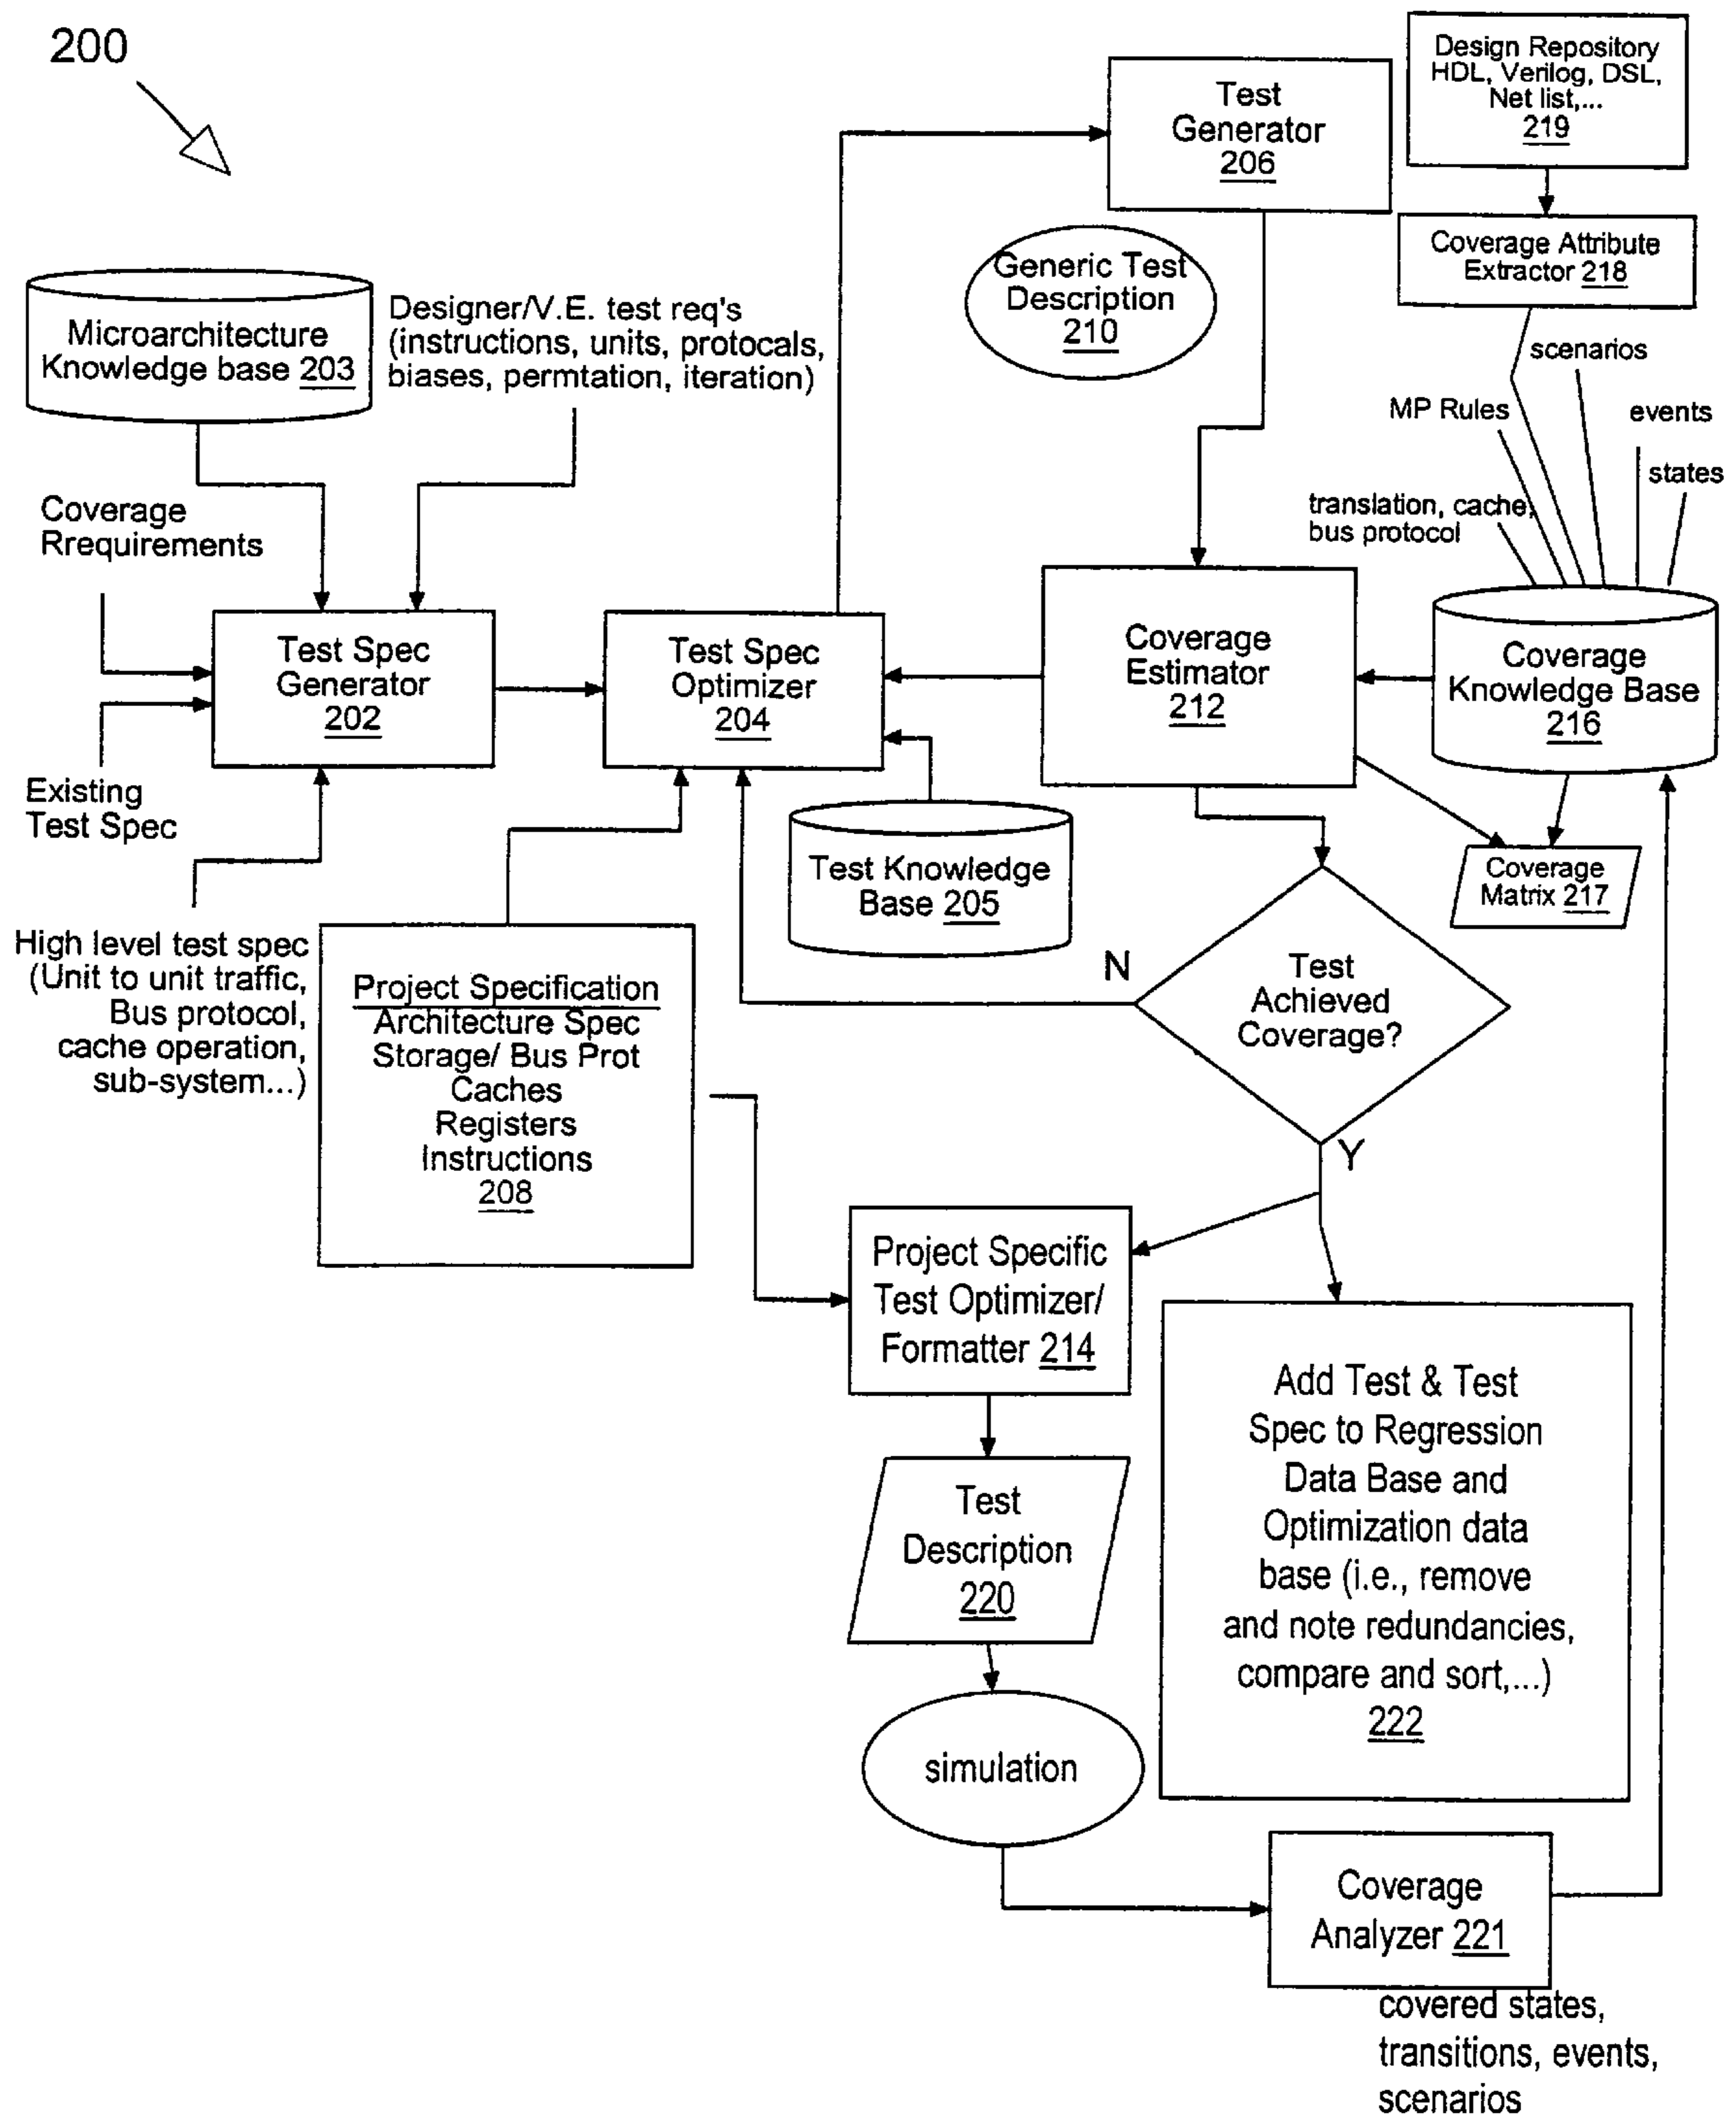 200
Design Repository
HDL, Verilog, DSL,
Net list,...
219
Test
Generator
206
Coverage Attribute
Extractor 218
Generic Test
Description
210
Microarchitecture
Knowledge base 203
Designer/V.E. test req's
(instructions, units, protocals,
biases, permtation, iteration)
scenarios
MP Rules
events
states
translation, cache,
bus protocol
Coverage
Rrequirements
Test Spec
Generator
202
Test Spec
Optimizer
204
Coverage
Estimator
212
Coverage
Knowledge Base
216
Existing
Test Spec
Test Knowledge
Base 205
Coverage
Matrix 217
High level test spec
(Unit to unit traffic,
Bus protocol,
cache operation,
sub-system...)
Project Specification
Architecture Spec
Storage/ Bus Prot
Caches
Registers
Instructions
208
N
Test
Achieved
Coverage?
Y
Project Specific
Test Optimizer/
Formatter 214
Add Test & Test
Spec to Regression
Data Base and
Optimization data
base (i.e., remove
and note redundancies,
compare and sort,...)
222
Test
Description
220
simulation
Coverage
Analyzer 221
covered states,
transitions, events,
scenarios